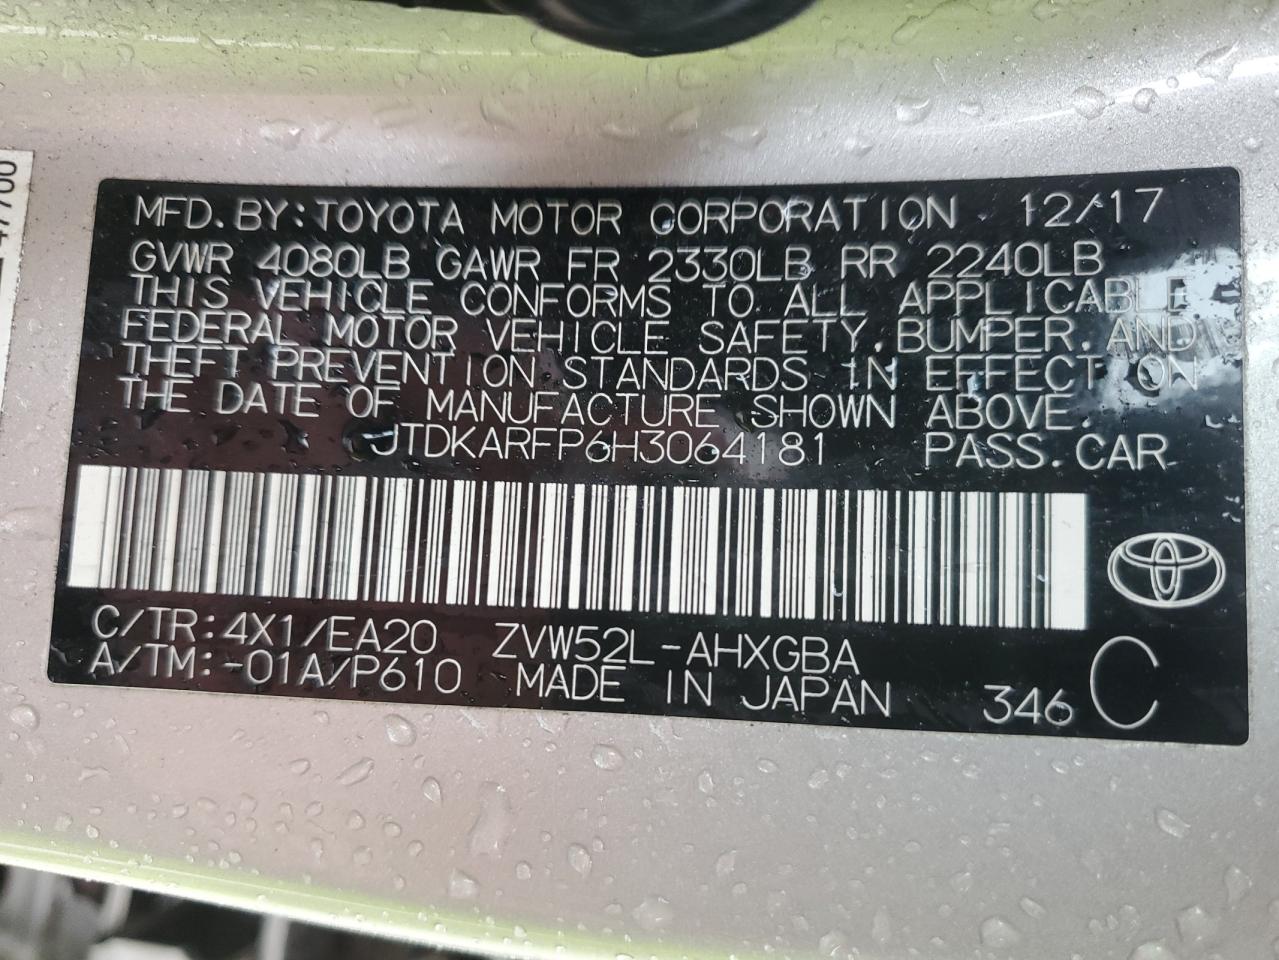 MFD.BY:TOYOTA MOTOR CORPORATION 12/17
GVWR 4080LB GAWR FR 2330LB RR 2240LB
THIS VEHICLE CONFORMS TO ALL APPLICABLE
FEDERAL MOTOR VEHICLE SAFETY,BUMPER,AND
THEFT PREVENTION STANDARDS IN EFFECT ON
THE DATE OF MANUFACTURE SHOWN ABOVE.
JTDKARFP6H3064181 PASS.CAR
C/TR:4X1/EA20 ZVW52L-AHXGBA
A/TM:-01A/P610 MADE IN JAPAN 346 C